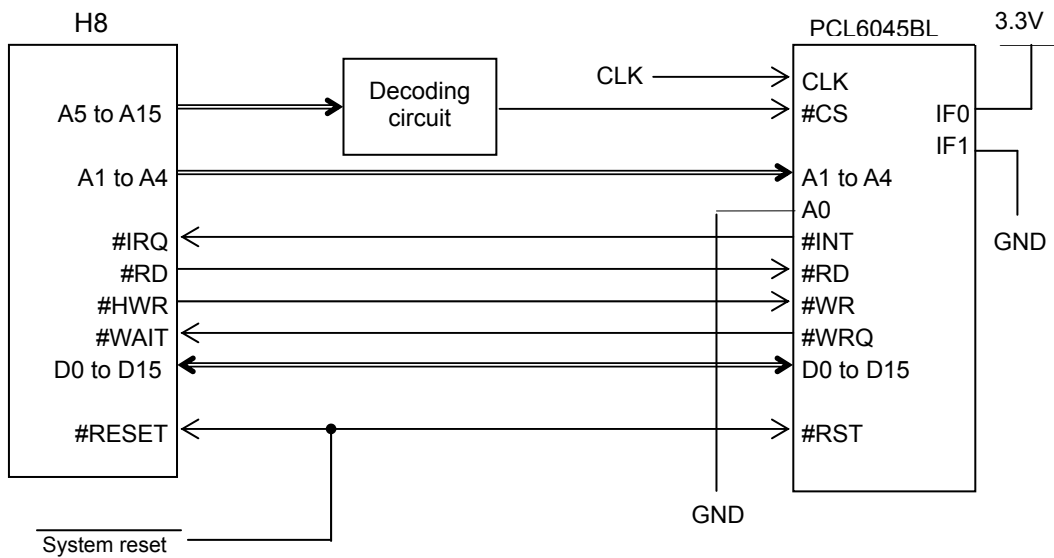 H8
PCL6045BL
3.3V
A5 to A15
Decoding
circuit
CLK
CLK
#CS
IF0
IF1
A1 to A4
A1 to A4
A0
#IRQ
#INT
GND
#RD
#RD
#HWR
#WR
#WAIT
#WRQ
D0 to D15
D0 to D15
#RESET
#RST
GND
System reset